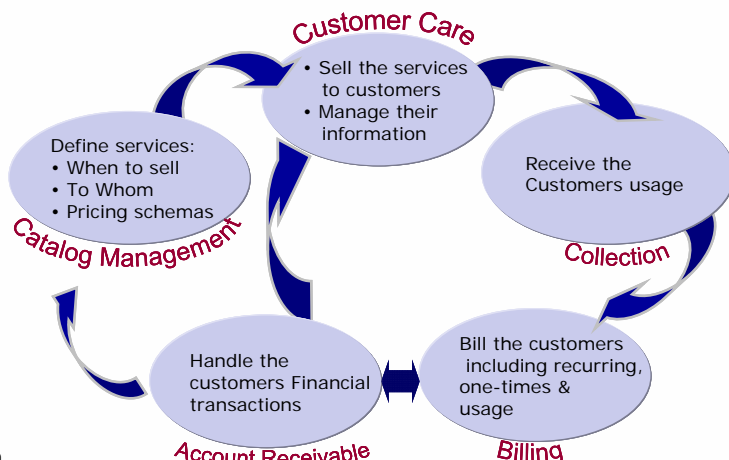 Customer Care
• Sell the services
to customers
• Manage their
information
Define services:
• When to sell
• To Whom
• Pricing schemas
Catalog Management
Receive the
Customers usage
Collection
Handle the
customers Financial
transactions
Account Receivable
Bill the customers
including recurring,
one-times &
usage
Billing